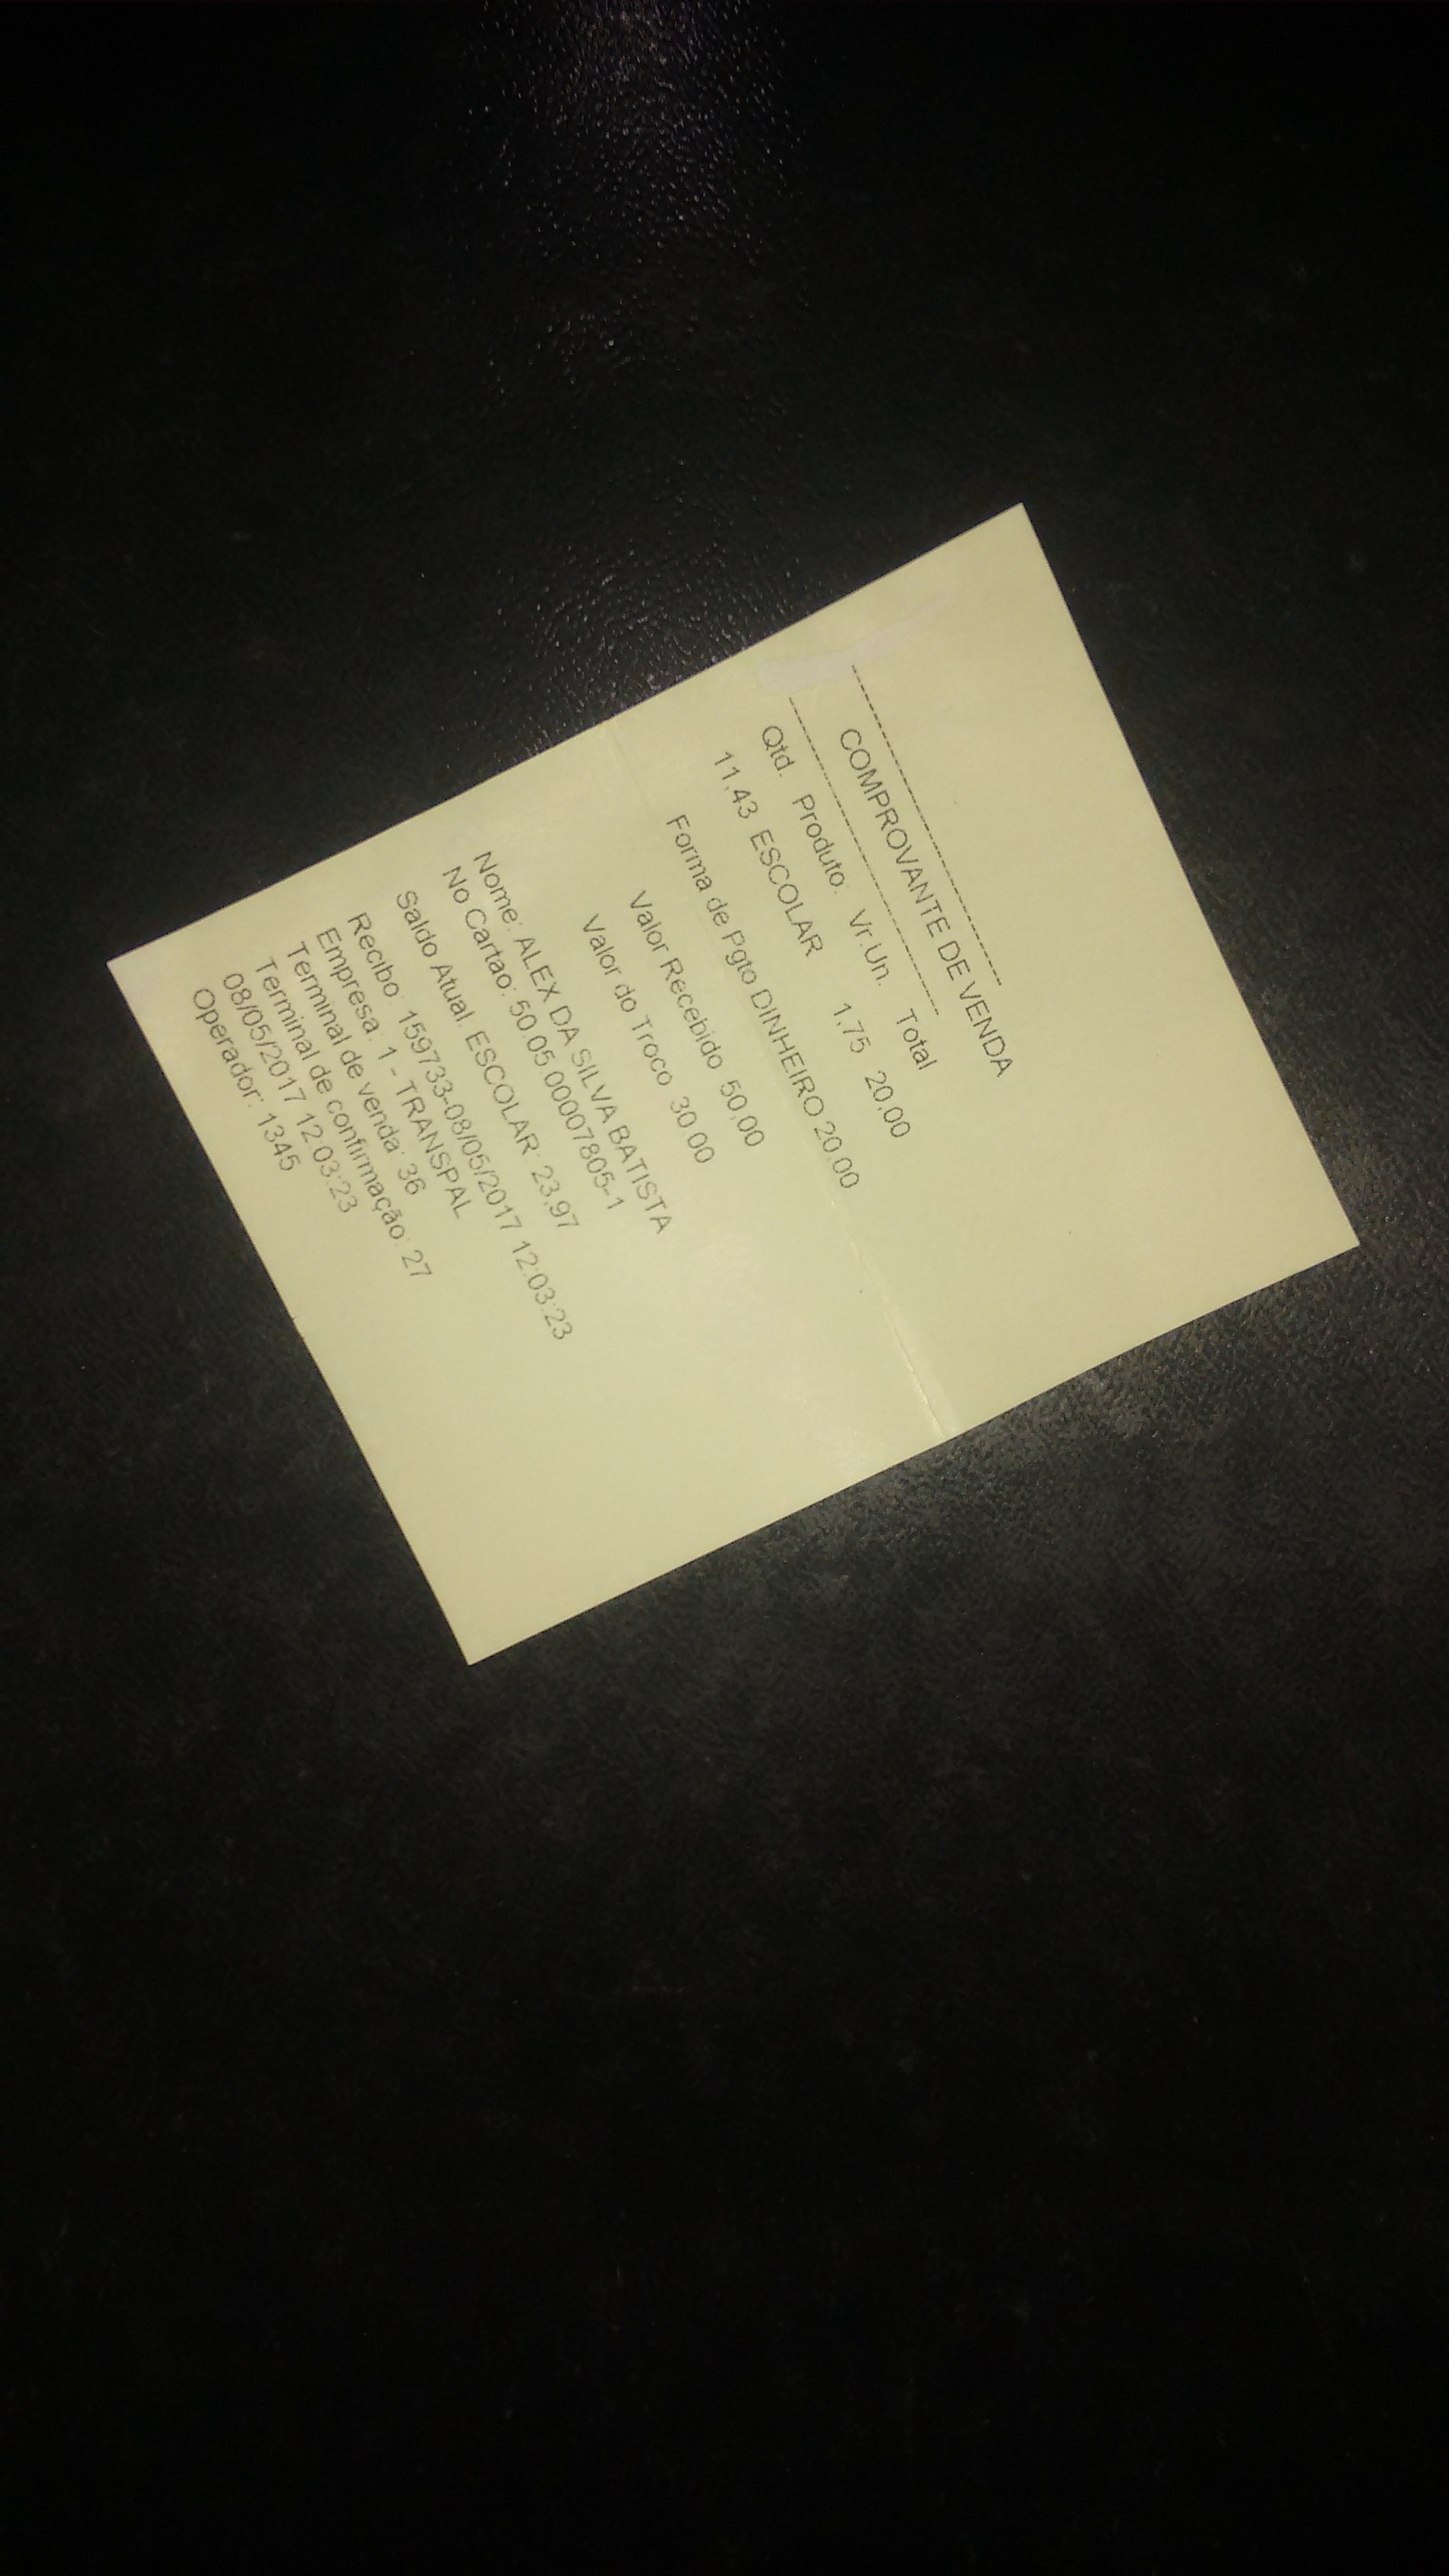 --------------------------------------------------
COMPROVANTE DE VENDA
--------------------------------------------------
Qtd. Produto: Vr.Un. Total
11,43 ESCOLAR 1,75 20,00
Forma de Pgto DINHEIRO 20,00
Valor Recebido 50,00
Valor do Troco 30,00
Nome: ALEX DA SILVA BATISTA
No Cartao: 50.05.00007805-1
Saldo Atual: ESCOLAR: 23,97
Recibo: 159733-08/05/2017 12:03:23
Empresa: 1 - TRANSPAL
Terminal de venda: 36
Terminal de confirmação: 27
08/05/2017 12:03:23
Operador: 1345